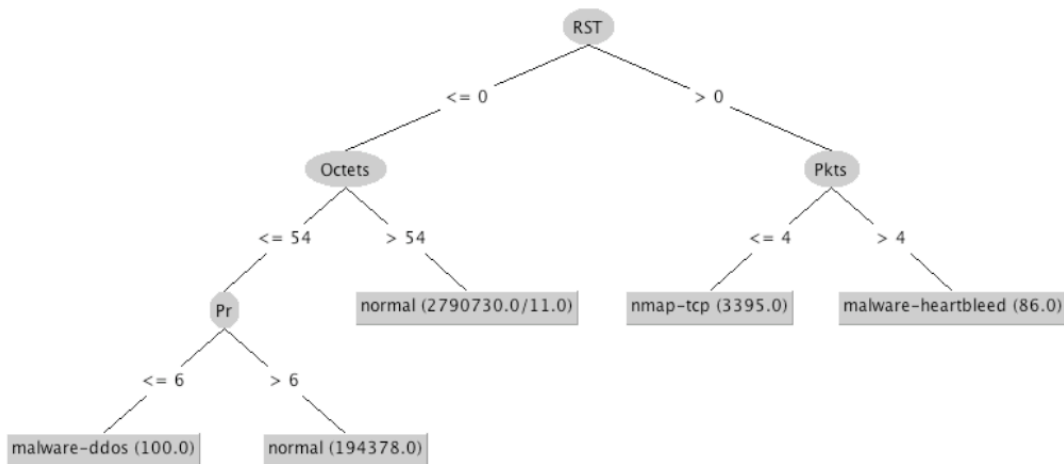 RST
<= 0 > 0
Octets Pkts
<= 54 > 54 <= 4 > 4
Pr normal (2790730.0/11.0) nmap-tcp (3395.0) malware-heartbleed (86.0)
<= 6 > 6
malware-ddos (100.0) normal (194378.0)